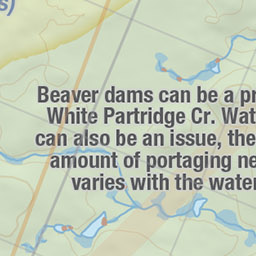 s)
Beaver dams can be a pr
White Partridge Cr. Wat
can also be an issue, the
amount of portaging ne
varies with the water